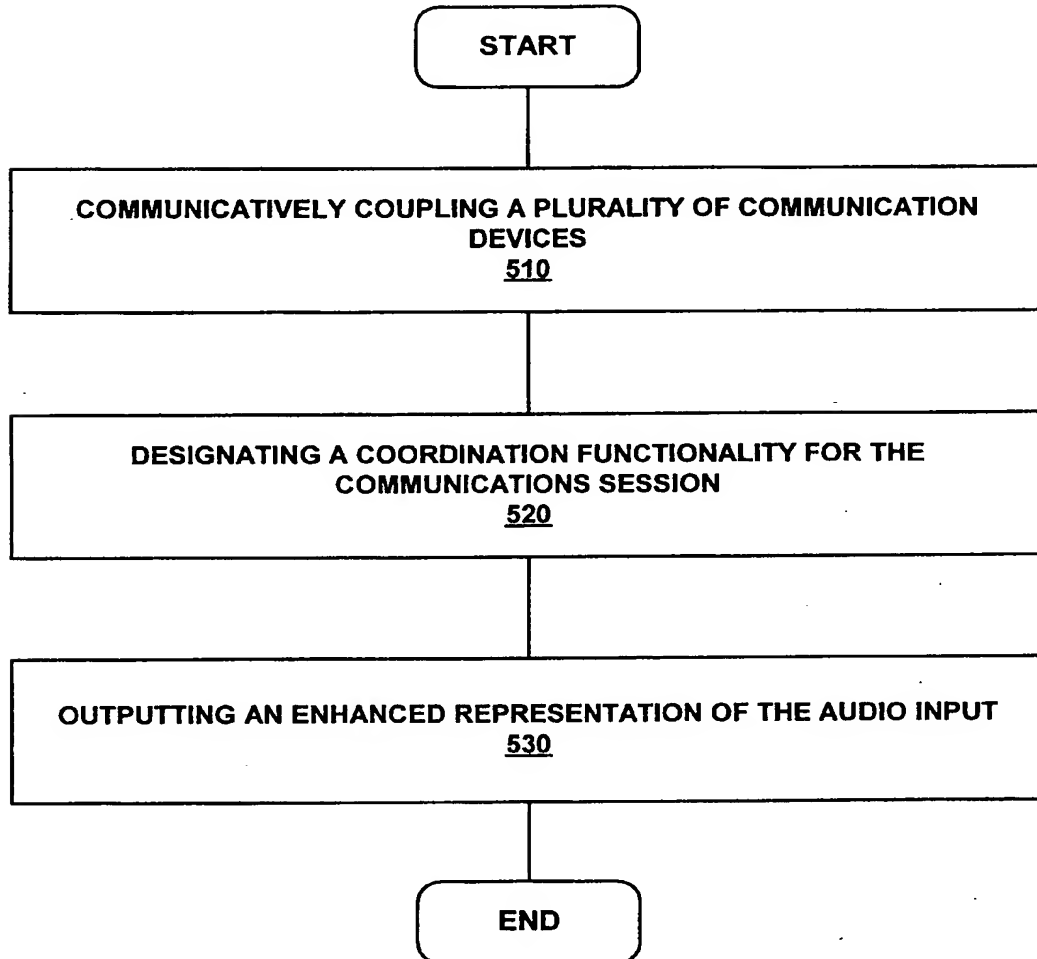 START
COMMUNICATIVELY COUPLING A PLURALITY OF COMMUNICATION
DEVICES
510
DESIGNATING A COORDINATION FUNCTIONALITY FOR THE
COMMUNICATIONS SESSION
520
OUTPUTTING AN ENHANCED REPRESENTATION OF THE AUDIO INPUT
530
END